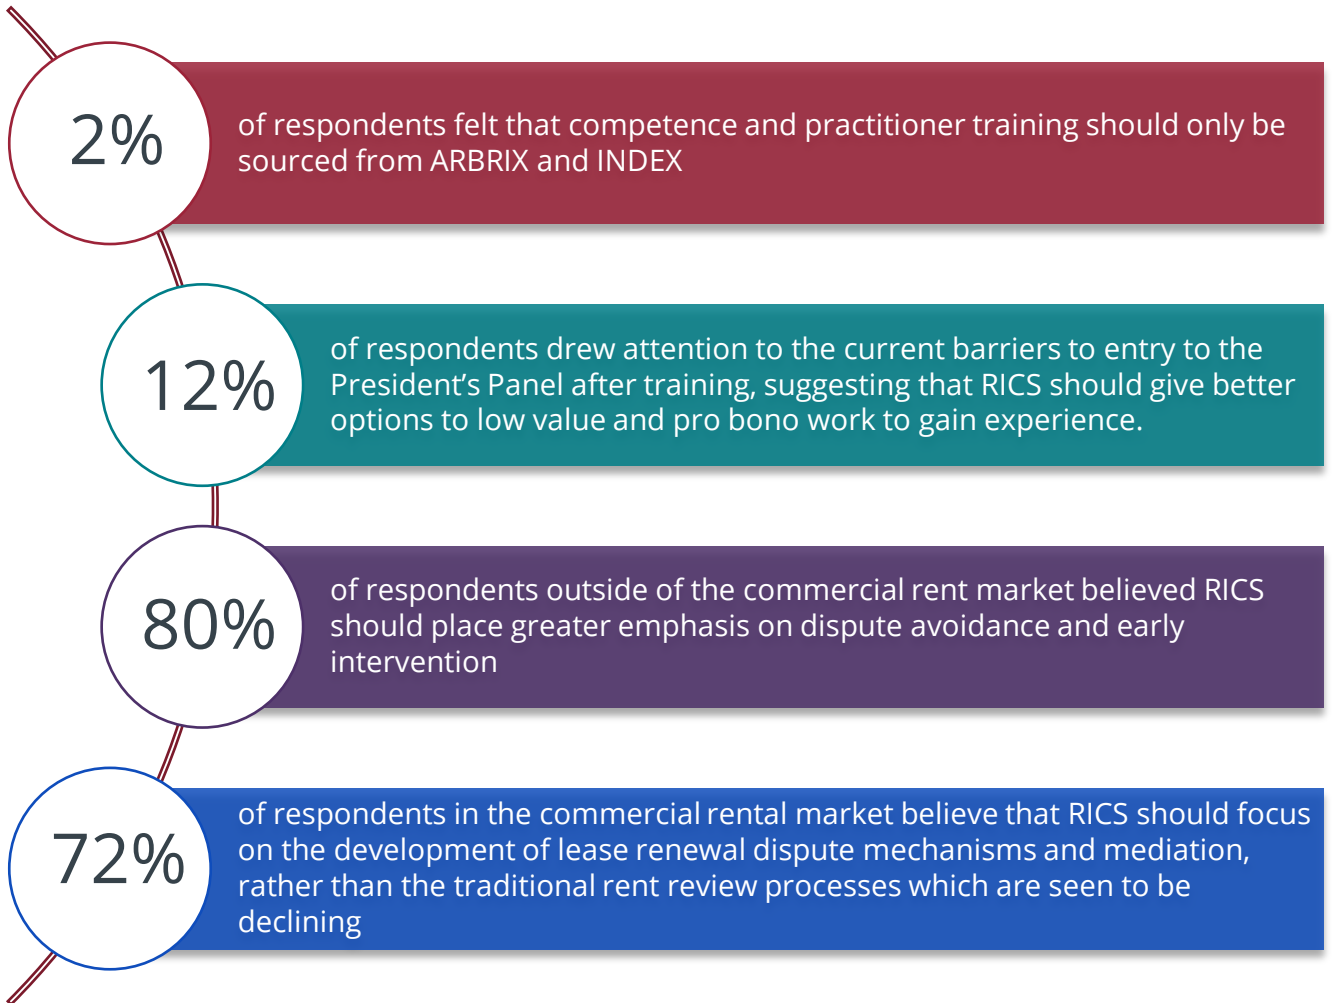 2%
of respondents felt that competence and practitioner training should only be
sourced from ARBRIX and INDEX
12%
of respondents drew attention to the current barriers to entry to the
President’s Panel after training, suggesting that RICS should give better
options to low value and pro bono work to gain experience.
80%
of respondents outside of the commercial rent market believed RICS
should place greater emphasis on dispute avoidance and early
intervention
72%
of respondents in the commercial rental market believe that RICS should focus
on the development of lease renewal dispute mechanisms and mediation,
rather than the traditional rent review processes which are seen to be
declining